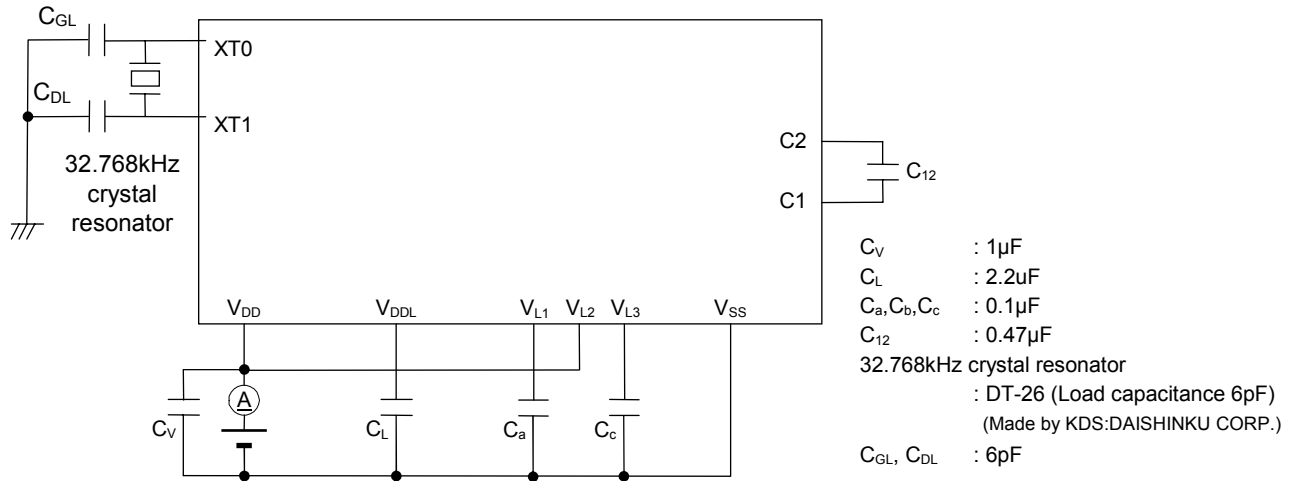 CGL
XT0
CDL
XT1
32.768kHz
crystal
resonator
C2
C12
C1
VDD
VDDL
VL1
VL2
VL3
VSS
A
CV
CL
Ca
Cc
CV : 1µF
CL : 2.2uF
Ca,Cb,Cc : 0.1µF
C12 : 0.47µF
32.768kHz crystal resonator
: DT-26 (Load capacitance 6pF)
(Made by KDS:DAISHINKU CORP.)
CGL, CDL : 6pF